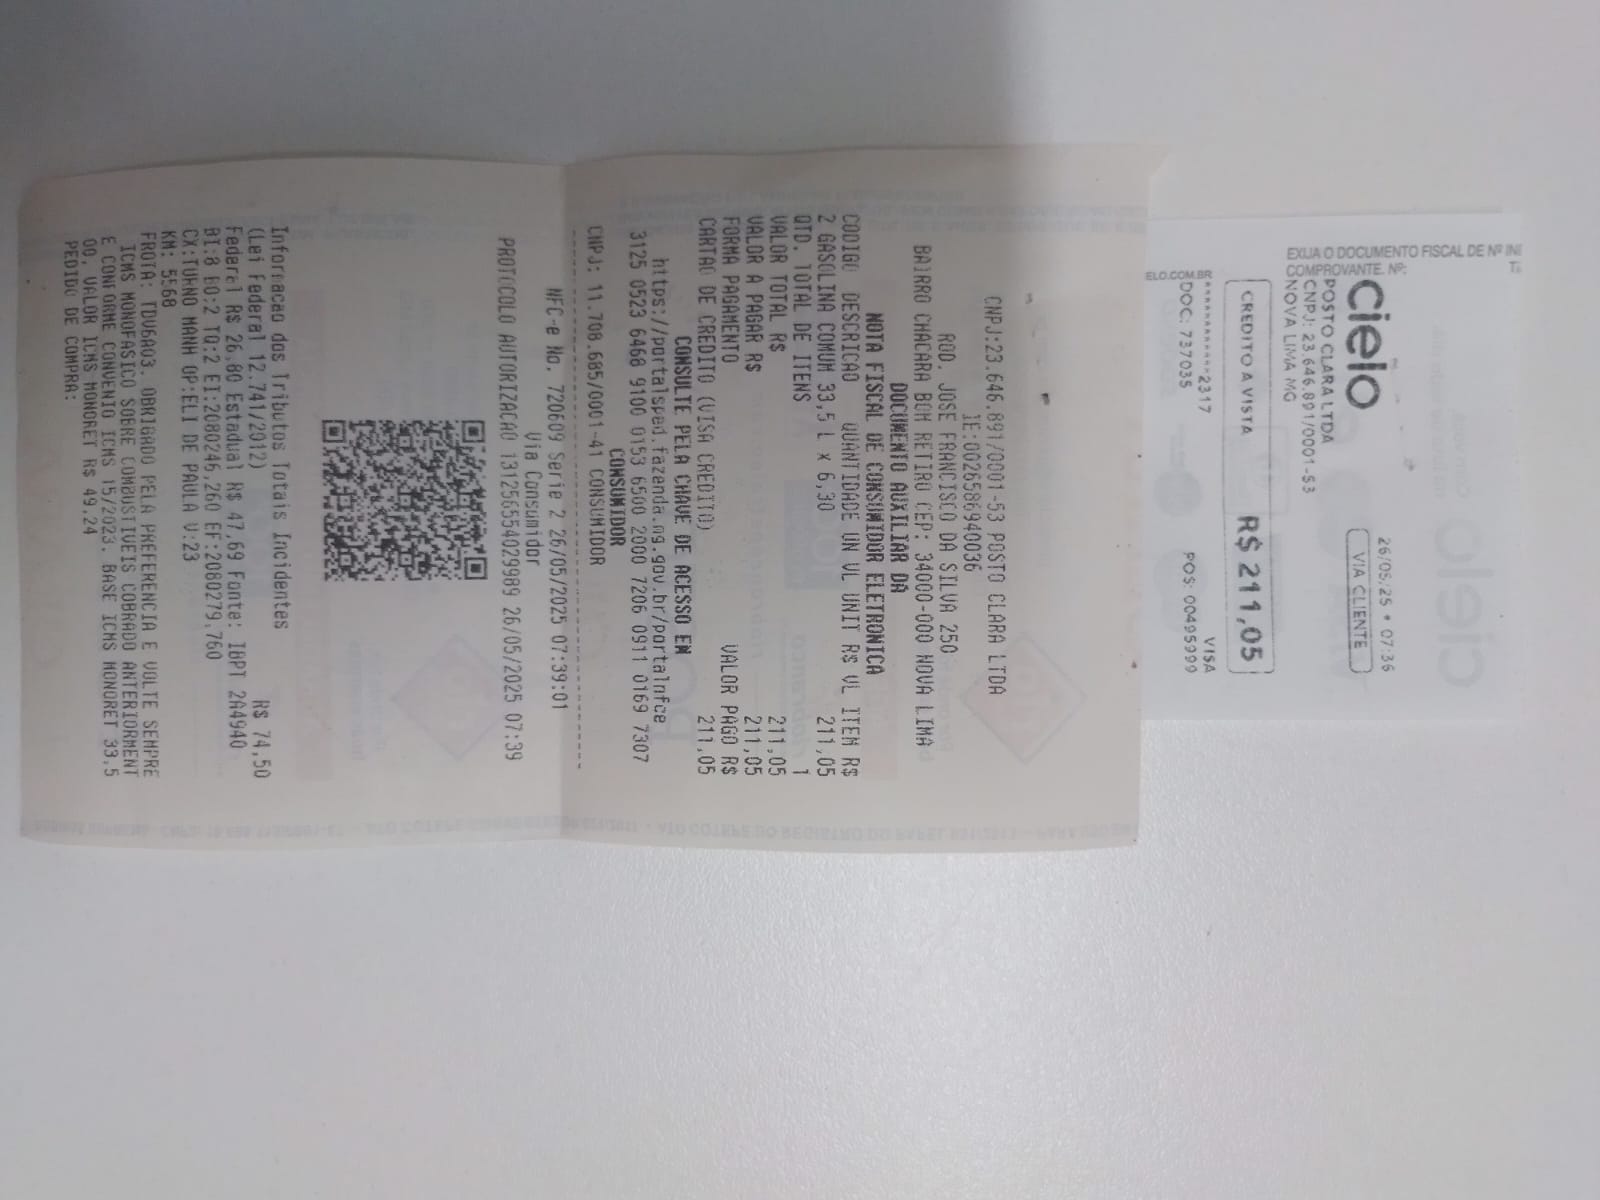 EXIJA O DOCUMENTO FISCAL DE Nº
COMPROVANTE. Nº:
cielo
26/05/25 • 07:36
VIA CLIENTE
POSTO CLARA LTDA
CNPJ: 23.646.891/0001-53
NOVA LIMA MG
CREDITO A VISTA R$ 211,05
VISA
ELO.COM.BR
2317
DOC: 737035 POS: 00495999
CNPJ:23.646.891/0001-53 POSTO CLARA LTDA
IE:0026586940036
ROD. JOSE FRANCISCO DA SILVA 250
BAIRRO CHACARA BOM RETIRO CEP: 34000-000 NOVA LIMA
DOCUMENTO AUXILIAR DA
NOTA FISCAL DE CONSUMIDOR ELETRONICA
CODIGO DESCRICAO QUANTIDADE UN VL UNIT R$ VL ITEM R$
2 GASOLINA COMUM 33,5 L x 6,30 211,05
QTD. TOTAL DE ITENS 1
VALOR TOTAL R$ 211,05
VALOR A PAGAR R$ 211,05
FORMA PAGAMENTO VALOR PAGO R$
CARTAO DE CREDITO (VISA CREDITO) 211,05
CONSULTE PELA CHAVE DE ACESSO EM
https://portalsped.fazenda.mg.gov.br/portalnfce
3125 0523 6468 9100 0153 6500 2000 7206 0911 0169 7307
CONSUMIDOR
CNPJ: 11.708.685/0001-41 CONSUMIDOR
NFC-e No. 720609 Serie 2 26/05/2025 07:39:01
Via Consumidor
PROTOCOLO AUTORIZACAO 131256554029989 26/05/2025 07:39
Informacao dos Tributos Totais Incidentes
(Lei Federal 12.741/2012) R$ 74,50
Federal R$ 26,80 Estadual R$ 47,69 Fonte: IBPT 2A4940
BI:8 BO:2 TQ:2 EI:2080246,260 EF:2080279,760
CX:TURNO MANH OP:ELI DE PAULA V:23
KM: 5568
FROTA: TDV6A03. OBRIGADO PELA PREFERENCIA E VOLTE SEMPRE
ICMS MONOFASICO SOBRE COMBUSTIVEIS COBRADO ANTERIORMENT
E CONFORME CONVENIO ICMS 15/2023. BASE ICMS MONORET 33.5
00. VALOR ICMS MONORET R$ 49.24
PEDIDO DE COMPRA: